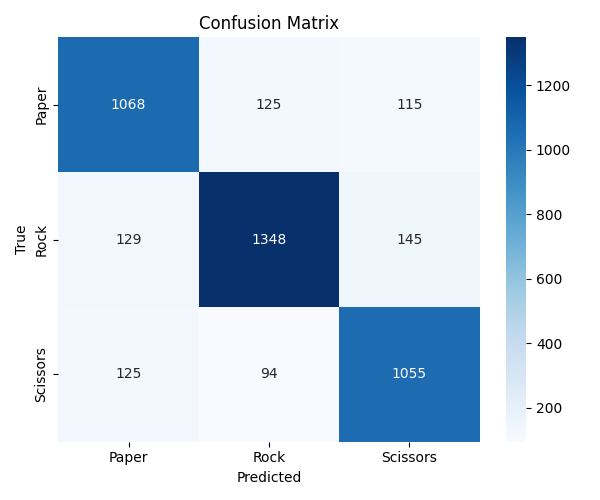 Confusion Matrix
Paper 1068 125 115
Rock 129 1348 145
Scissors 125 94 1055
True
Paper Rock Scissors
Predicted
1200
1000
800
600
400
200